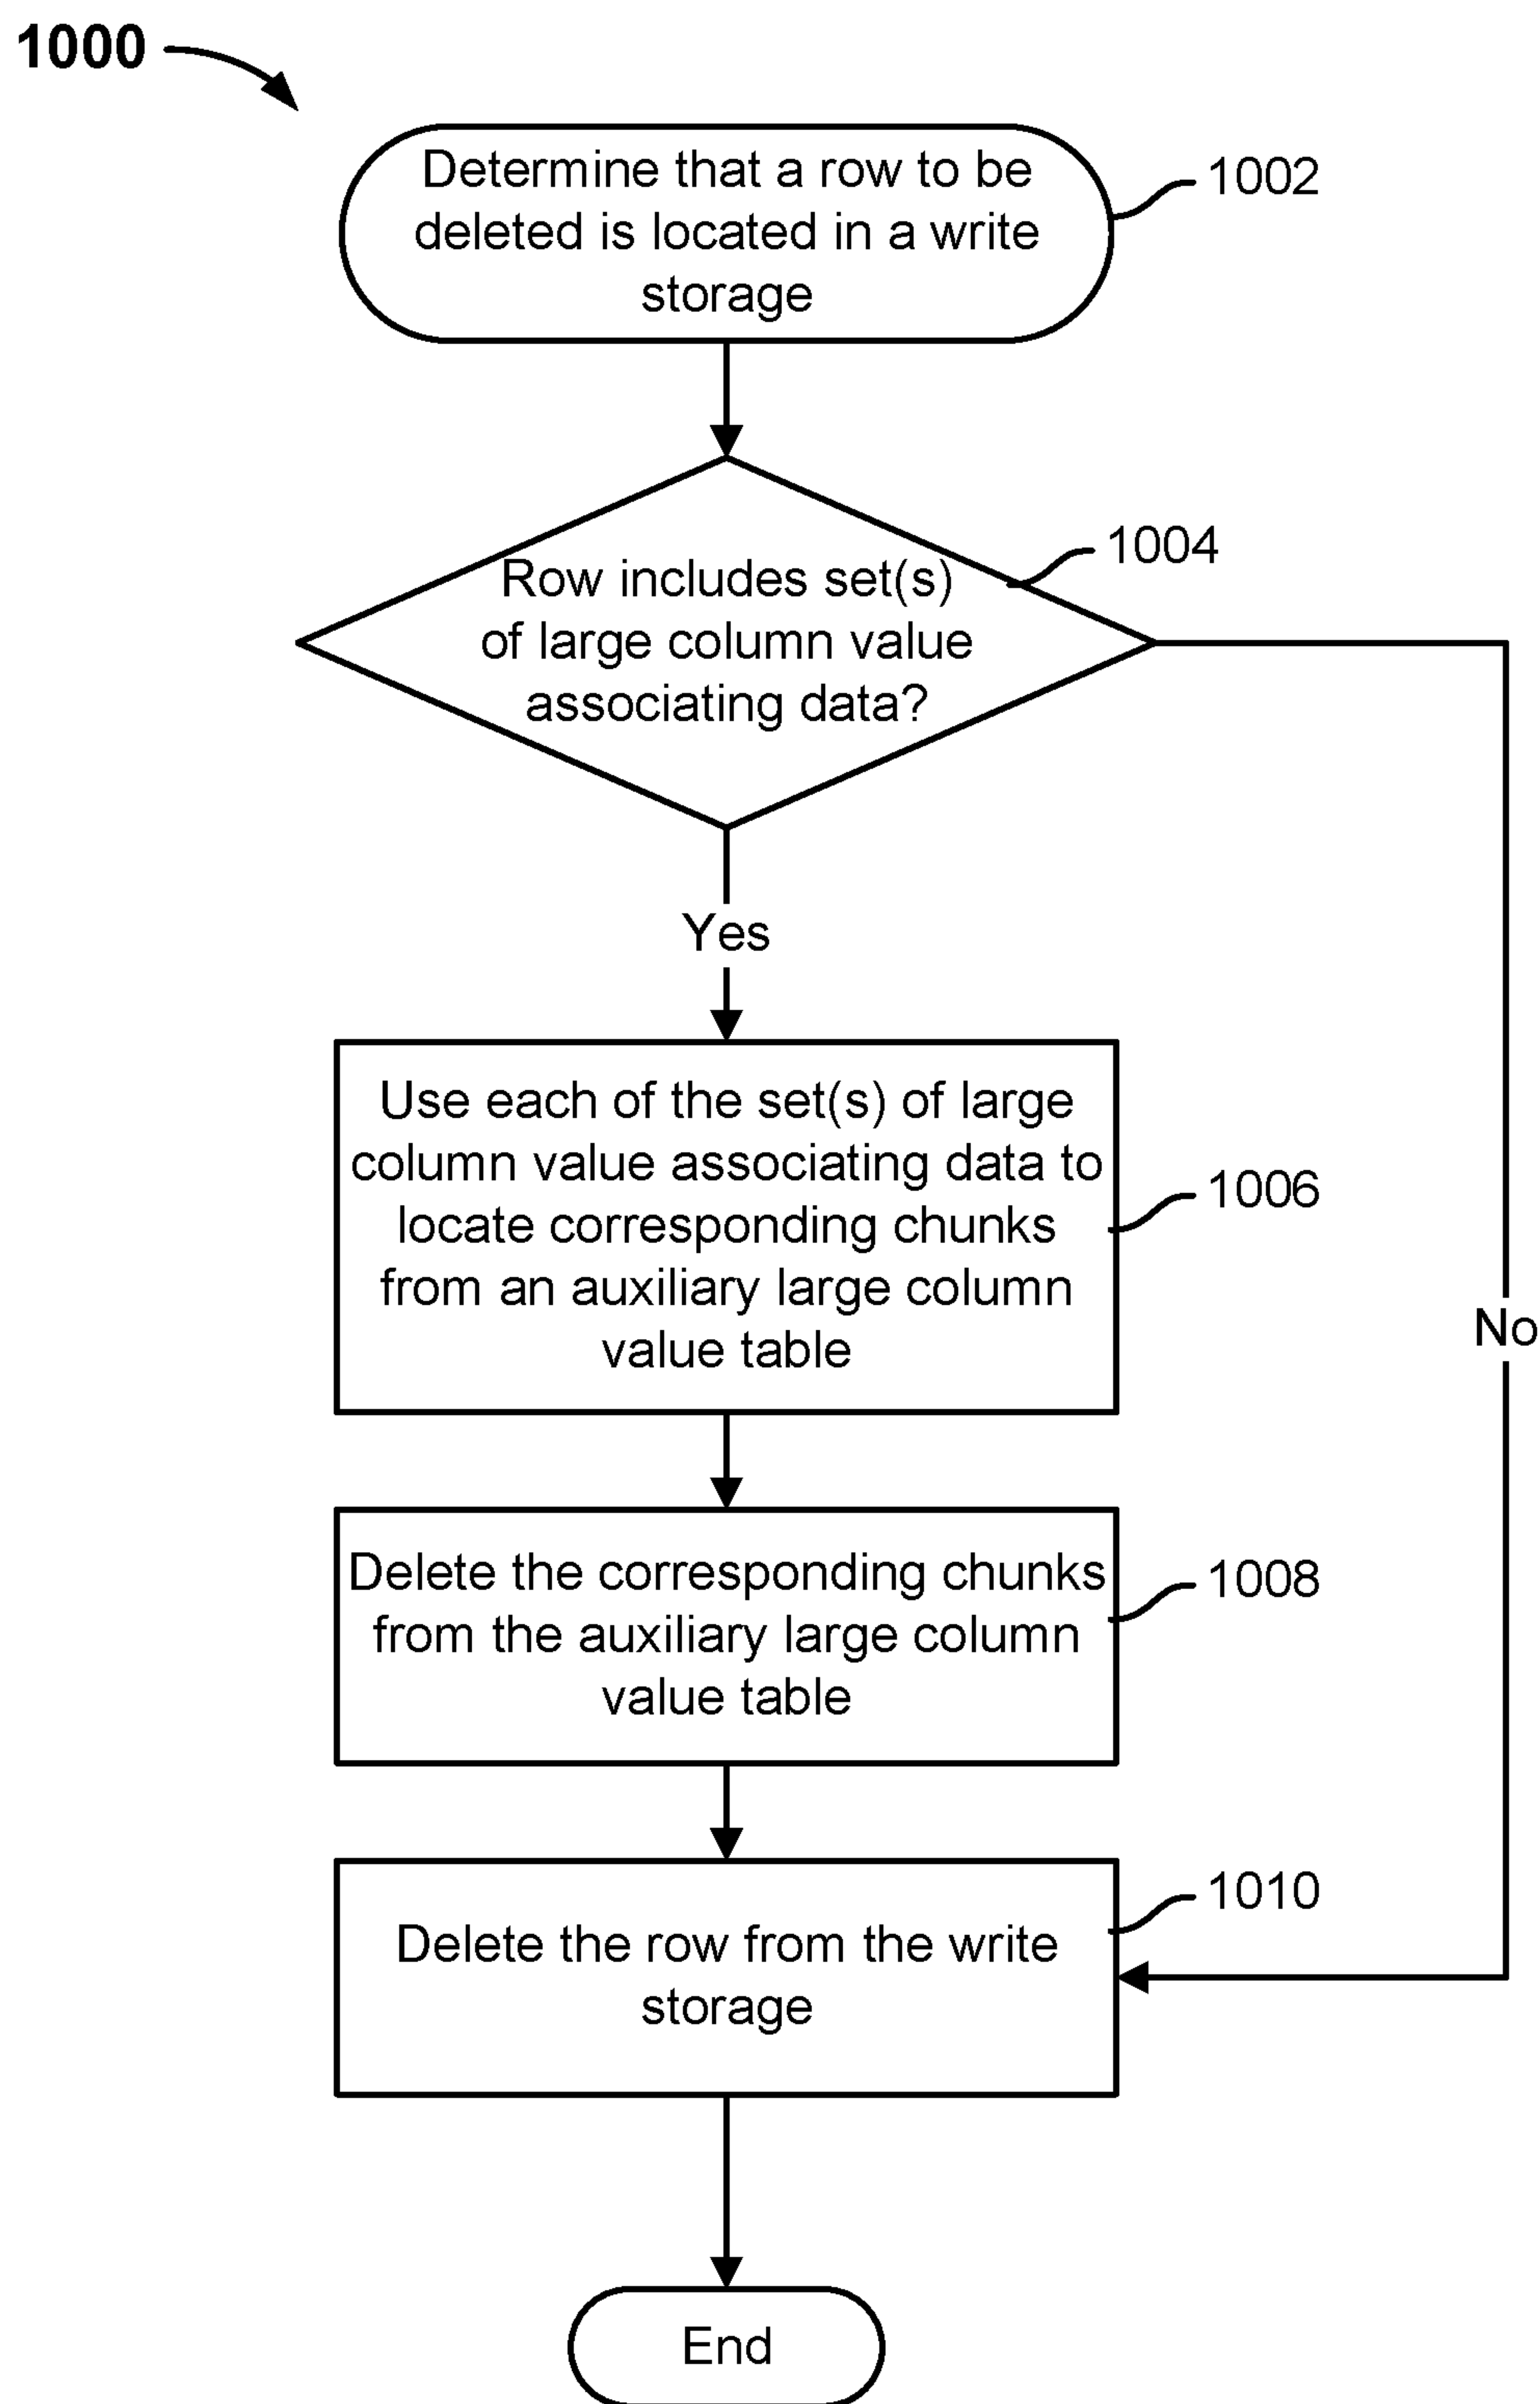 1000
Determine that a row to be
deleted is located in a write
storage
1002
Row includes set(s)
of large column value
associating data?
1004
Yes
Use each of the set(s) of large
column value associating data to
locate corresponding chunks
from an auxiliary large column
value table
1006
No
Delete the corresponding chunks
from the auxiliary large column
value table
1008
Delete the row from the write
storage
1010
End